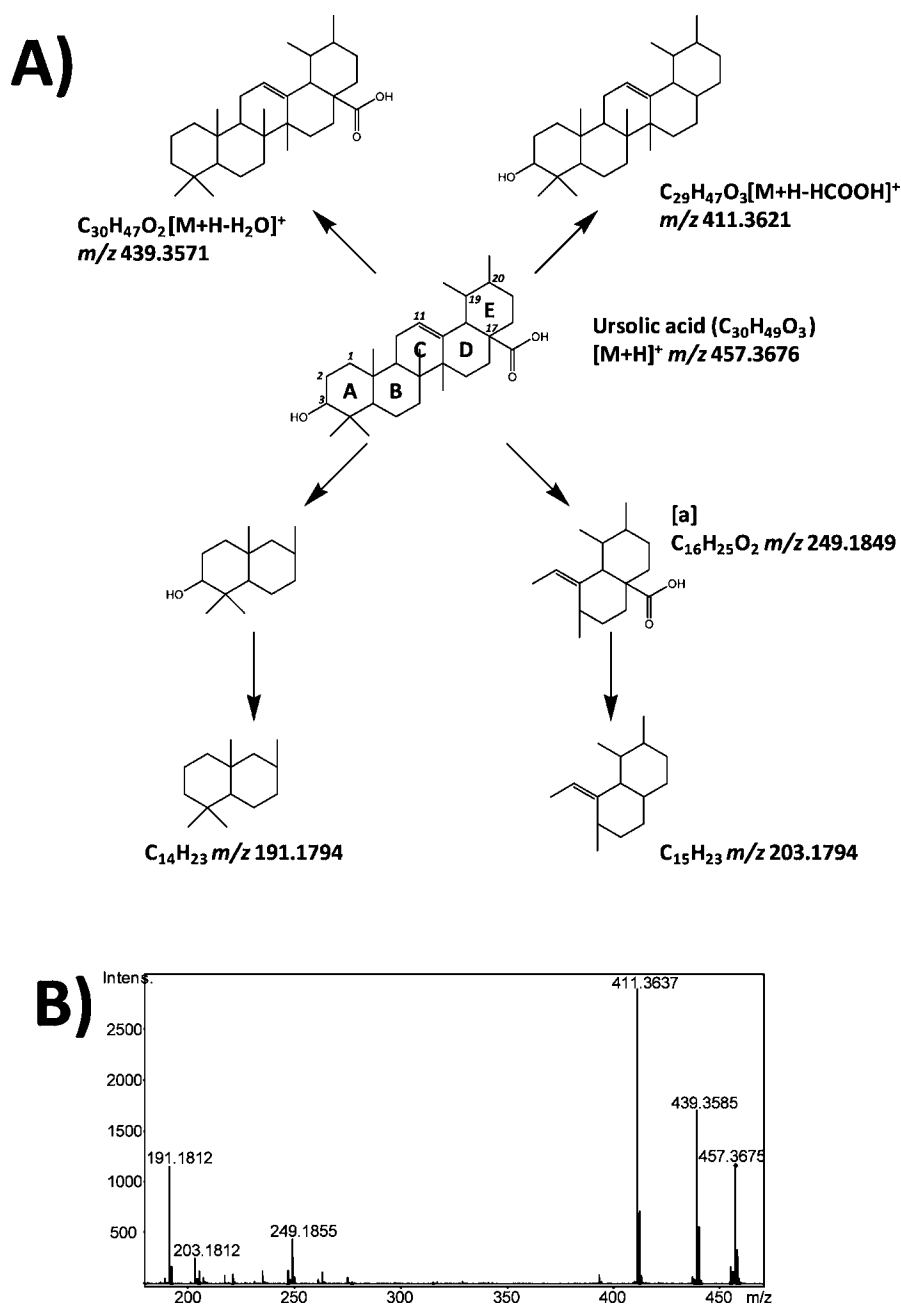 A)
OH
O
C30H47O2[M+H-H2O]+
m/z 439.3571
HO
C29H47O3[M+H-HCOOH]+
m/z 411.3621
1
2
3
11
17
19
20
A
B
C
D
E
HO
OH
O
Ursolic acid (C30H49O3)
[M+H]+ m/z 457.3676
HO
[a]
C16H25O2 m/z 249.1849
OH
O
C14H23 m/z 191.1794
C15H23 m/z 203.1794
B)
Intens.
2500
2000
1500
1000
500
191.1812
203.1812
249.1855
411.3637
439.3585
457.3675
200
250
300
350
400
450
m/z